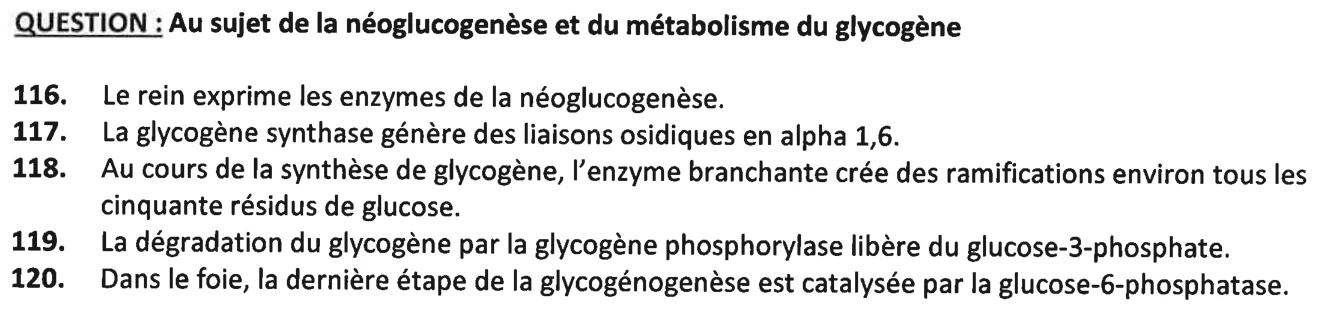 QUESTION : Au sujet de la néoglucogenèse et du métabolisme du glycogène
116. Le rein exprime les enzymes de la néoglucogenèse.
117. La glycogène synthase génère des liaisons osidiques en alpha 1,6.
118. Au cours de la synthèse de glycogène, l'enzyme branchante crée des ramifications environ tous les
cinquante résidus de glucose.
119. La dégradation du glycogène par la glycogène phosphorylase libère du glucose-3-phosphate.
120. Dans le foie, la dernière étape de la glycogénogenèse est catalysée par la glucose-6-phosphatase.